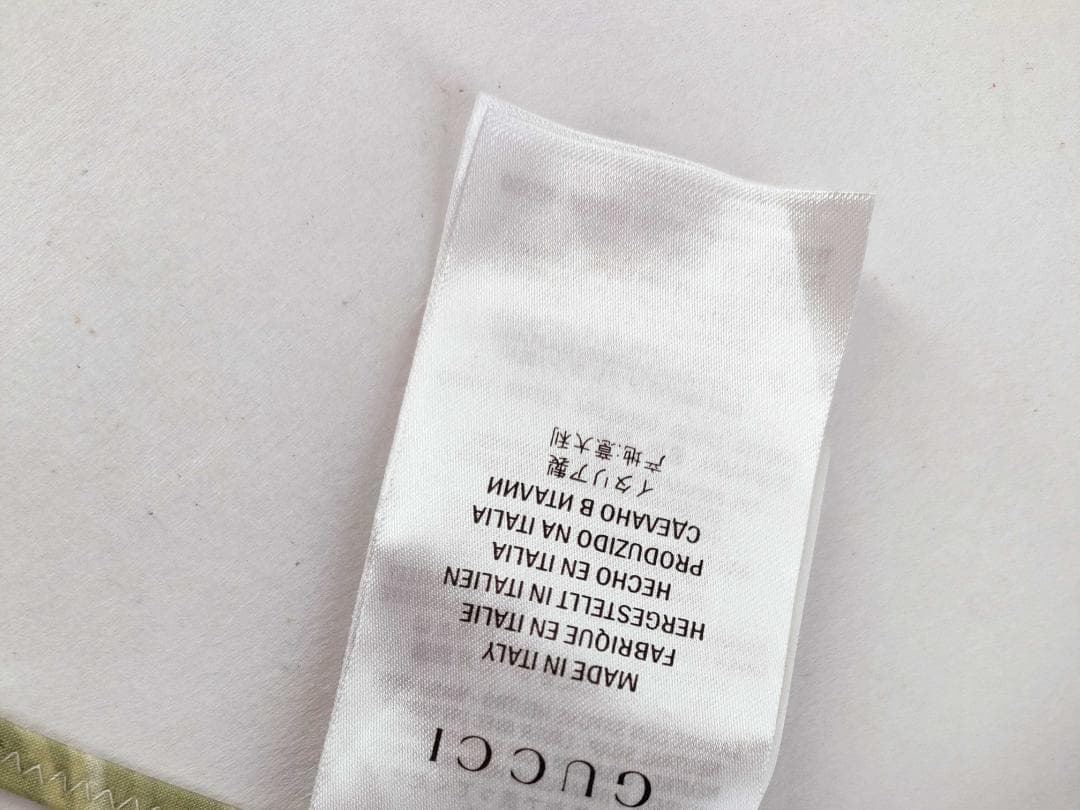 GUCCI
MADE IN ITALY
FABRIQUE EN ITALIE
HERGESTELLT IN ITALIEN
HECHO EN ITALIA
PRODUZIDO NA ITALIA
СДЕЛАНО В ИТАЛИИ
イタリア製
产地:意大利